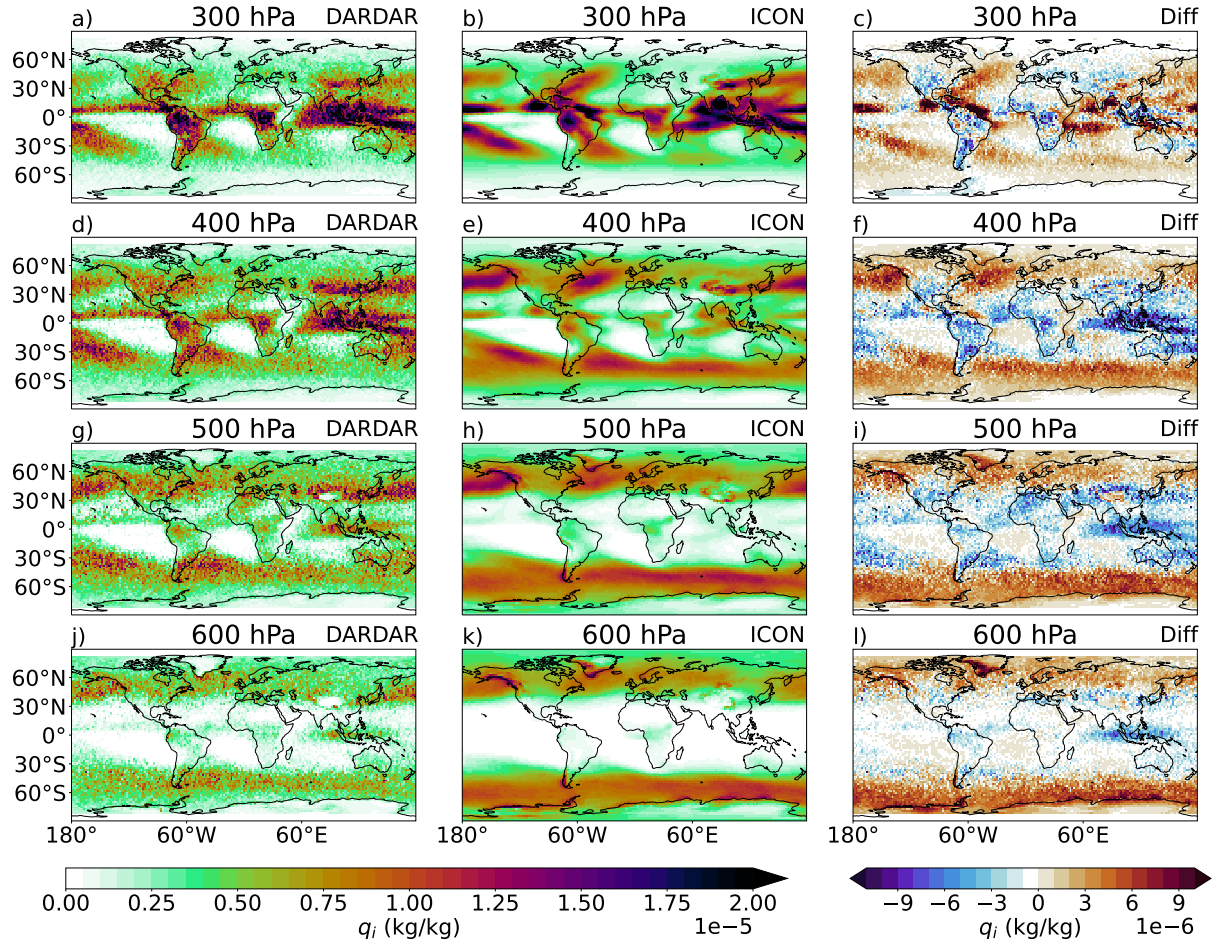 a) 300 hPa DARDAR b) 300 hPa ICON c) 300 hPa Diff
60°N
30°N
0°
30°S
60°S
d) 400 hPa DARDAR e) 400 hPa ICON f) 400 hPa Diff
60°N
30°N
0°
30°S
60°S
g) 500 hPa DARDAR h) 500 hPa ICON i) 500 hPa Diff
60°N
30°N
0°
30°S
60°S
j) 600 hPa DARDAR k) 600 hPa ICON l) 600 hPa Diff
60°N
30°N
0°
30°S
60°S
180° 60°W 60°E 180° 60°W 60°E 180° 60°W 60°E
0.00 0.25 0.50 0.75 1.00 1.25 1.50 1.75 2.00 -9 -6 -3 0 3 6 9
q_i (kg/kg) 1e−5 q_i (kg/kg) 1e−6